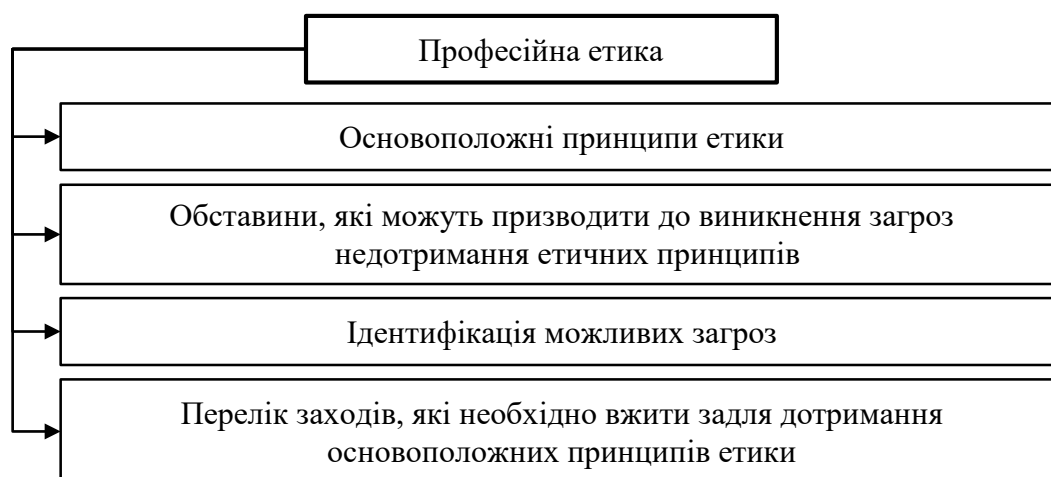 Професійна етика
Основоположні принципи етики
Обставини, які можуть призводити до виникнення загроз
недотримання етичних принципів
Ідентифікація можливих загроз
Перелік заходів, які необхідно вжити задля дотримання
основоположних принципів етики